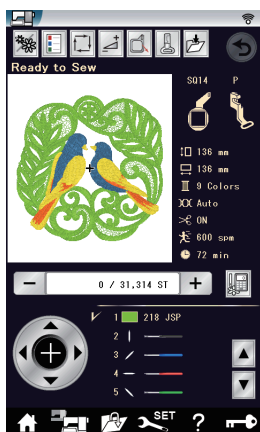 Ready to Sew
SQ14 P
136 mm
136 mm
9 Colors
Auto
ON
600 spm
72 min
− 0 / 31,314 ST +
1 218 JSP
2
3
4
5
SET
?